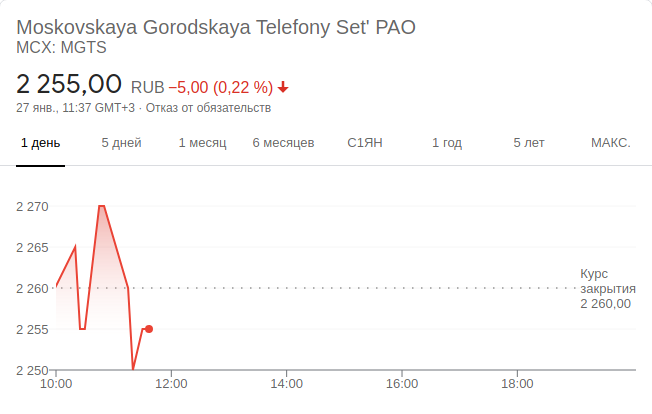 Moskovskaya Gorodskaya Telefony Set' PAO
MCX: MGTS
2 255,00 RUB −5,00 (0,22 %)
27 янв., 11:37 GMT+3 · Отказ от обязательств
1 день 5 дней 1 месяц 6 месяцев С1ЯН 1 год 5 лет МАКС.
2 270
2 265
2 260
2 255
2 250
Курс
закрытия
2 260,00
10:00 12:00 14:00 16:00 18:00